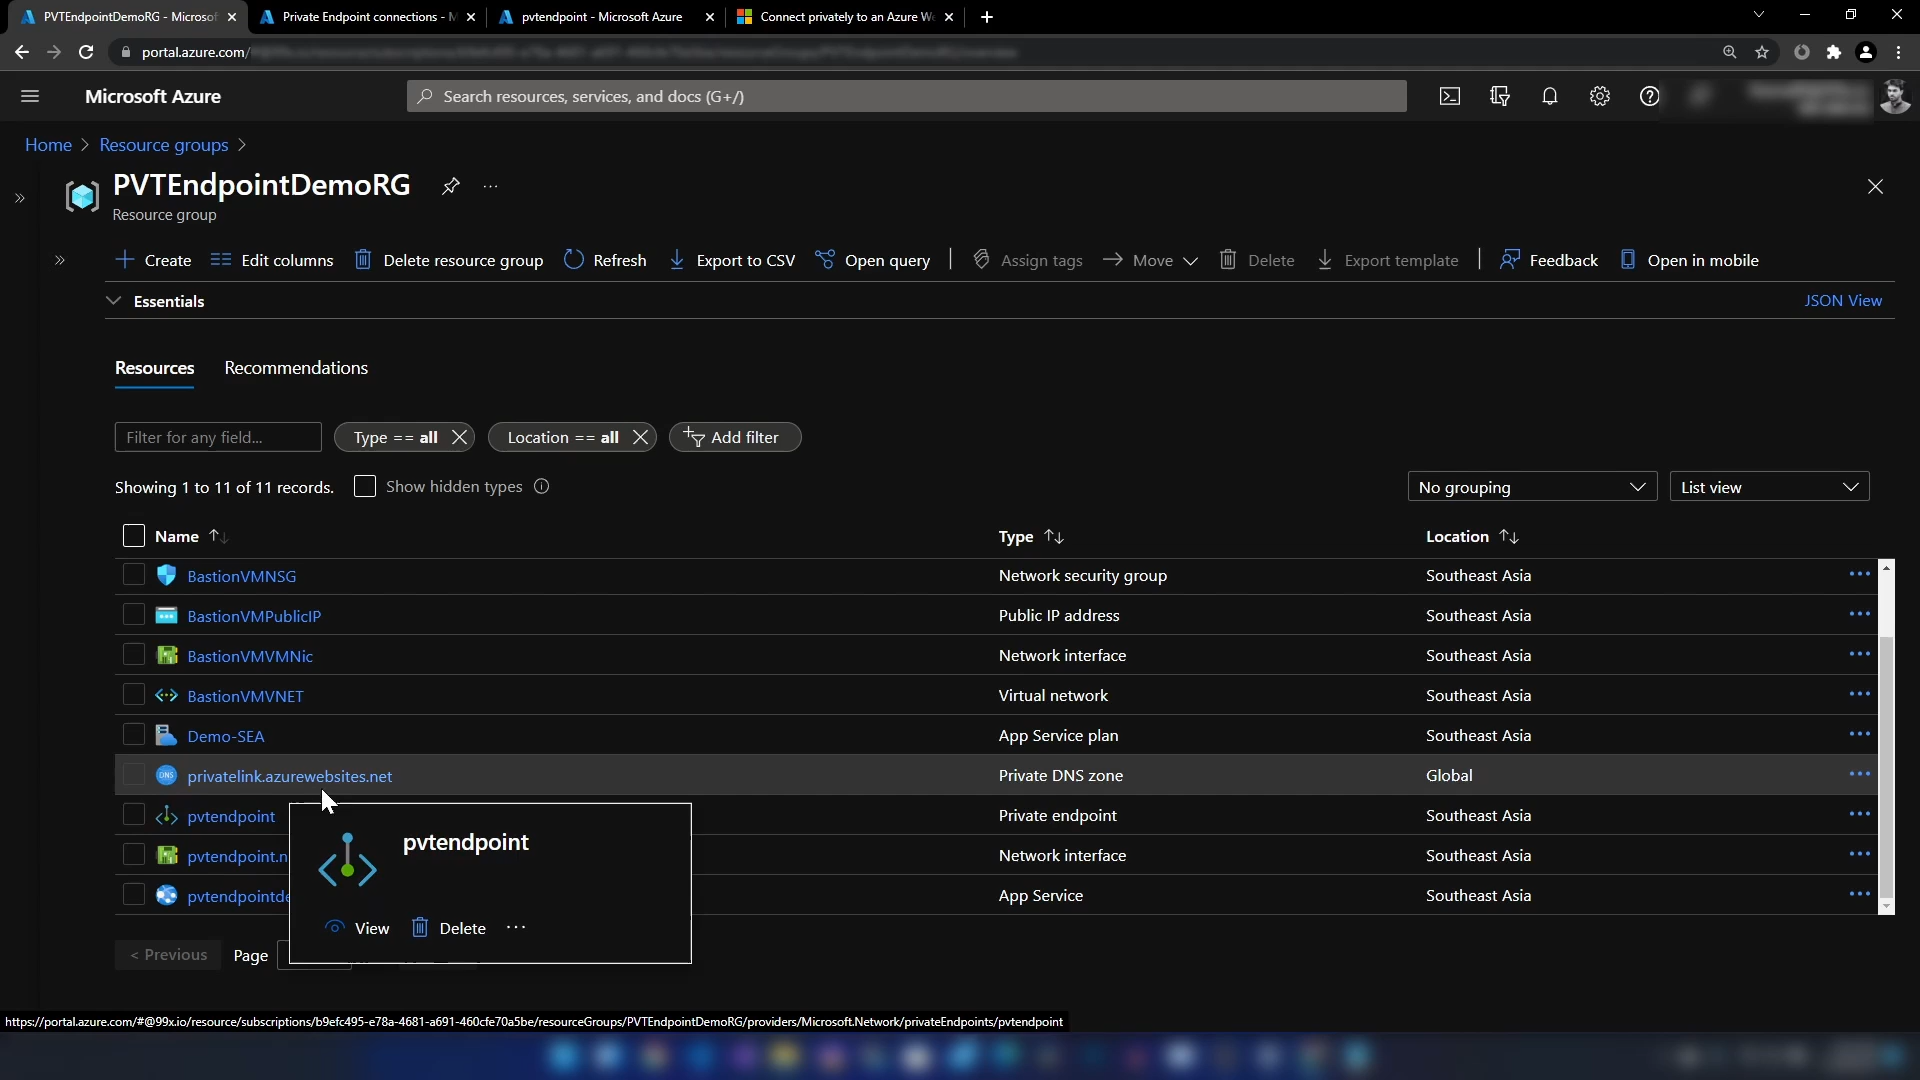 PVTEndpointDemoRG - Microsof
Private Endpoint connections - M
pvtendpoint - Microsoft Azure
Connect privately to an Azure We
portal.azure.com/
Microsoft Azure
Search resources, services, and docs (G+/)
Home > Resource groups >
PVTEndpointDemoRG
Resource group
Create
Edit columns
Delete resource group
Refresh
Export to CSV
Open query
Assign tags
Move
Delete
Export template
Feedback
Open in mobile
Essentials
JSON View
Resources
Recommendations
Filter for any field...
Type == all
Location == all
Add filter
Showing 1 to 11 of 11 records.
Show hidden types
No grouping
List view
Name
Type
Location
BastionVMNSG
Network security group
Southeast Asia
BastionVMPublicIP
Public IP address
Southeast Asia
BastionVMVMNic
Network interface
Southeast Asia
BastionVMVNET
Virtual network
Southeast Asia
Demo-SEA
App Service plan
Southeast Asia
DNS
privatelink.azurewebsites.net
Private DNS zone
Global
pvtendpoint
Private endpoint
Southeast Asia
pvtendpoint.n
Network interface
Southeast Asia
pvtendpointde
App Service
Southeast Asia
pvtendpoint
View
Delete
< Previous
Page
https://portal.azure.com/#@99x.io/resource/subscriptions/b9efc495-e78a-4681-a691-460cfe70a5be/resourceGroups/PVTEndpointDemoRG/providers/Microsoft.Network/privateEndpoints/pvtendpoint